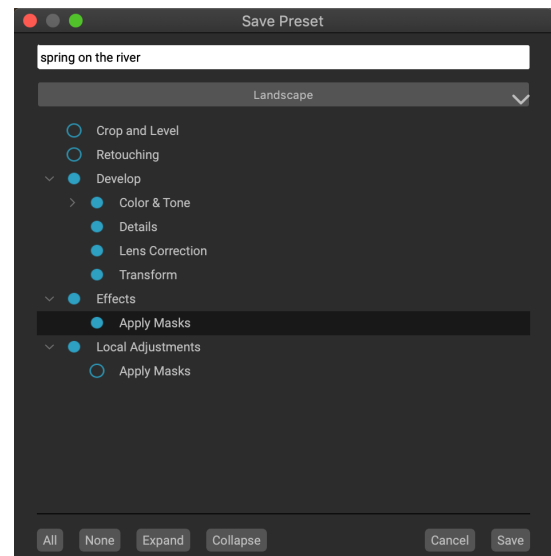 Save Preset
spring on the river
Landscape
Crop and Level
Retouching
Develop
Color & Tone
Details
Lens Correction
Transform
Effects
Apply Masks
Local Adjustments
Apply Masks
All None Expand Collapse Cancel Save